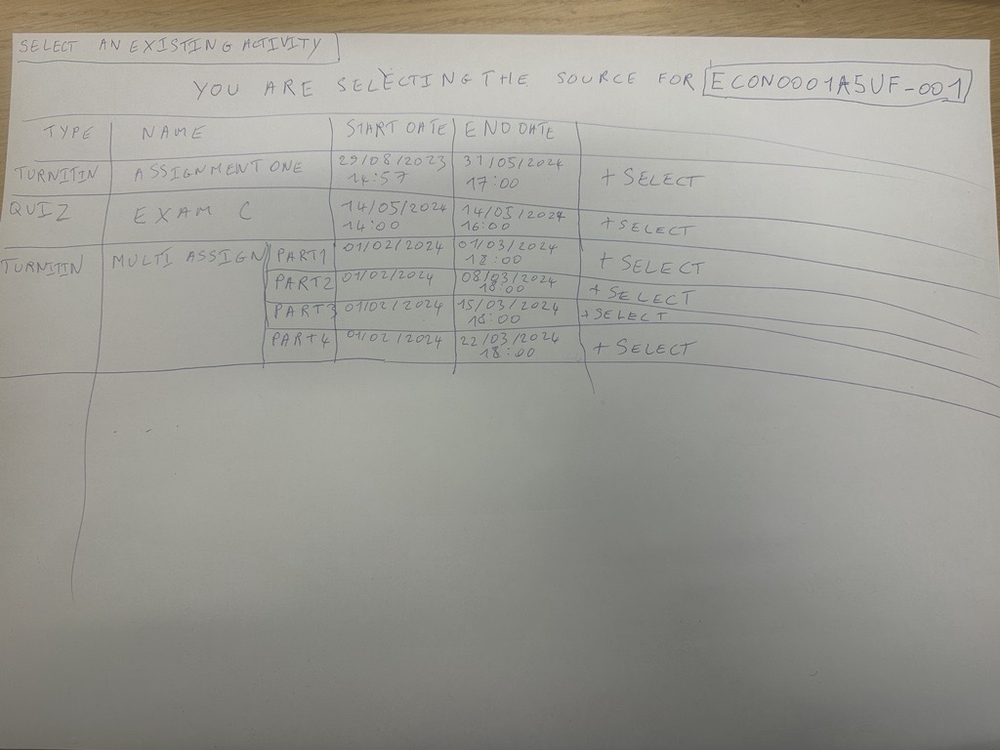 SELECT AN EXISTING ACTIVITY
YOU ARE SELECTING THE SOURCE FOR ECON0001A5UF-001
TYPE NAME START DATE END DATE
TURNITIN ASSIGNMENT ONE 29/08/2023 14:57 31/05/2024 17:00 + SELECT
QUIZ EXAM C 14/05/2024 14:00 14/05/2024 16:00 + SELECT
TURNITIN MULTI ASSIGN PART1 01/02/2024 01/03/2024 18:00 + SELECT
PART2 01/02/2024 08/03/2024 18:00 + SELECT
PART3 01/02/2024 15/03/2024 18:00 + SELECT
PART4 01/02/2024 22/03/2024 18:00 + SELECT